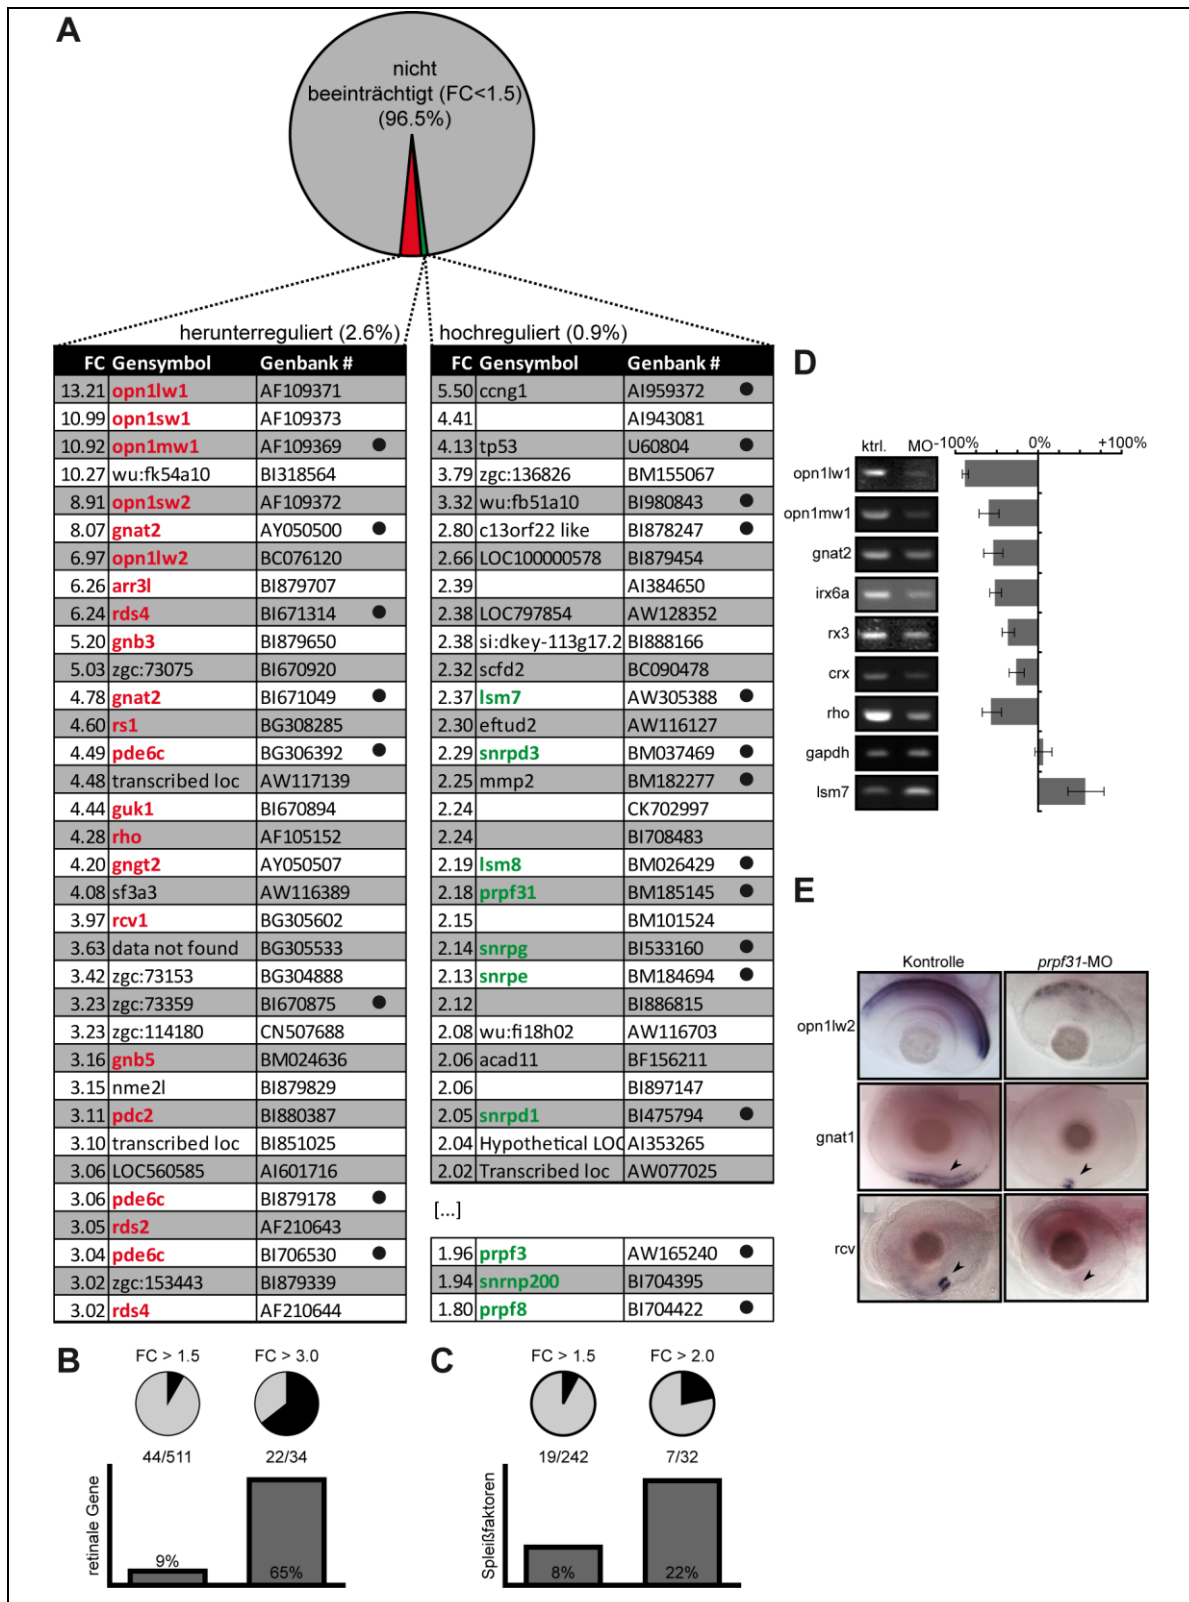 A
nicht
beeinträchtigt (FC<1.5)
(96.5%)
herunterreguliert (2.6%)
FC Gensymbol Genbank #
13.21 opn1lw1 AF109371
10.99 opn1sw1 AF109373
10.92 opn1mw1 AF109369 ●
10.27 wu:fk54a10 BI318564
8.91 opn1sw2 AF109372
8.07 gnat2 AY050500 ●
6.97 opn1lw2 BC076120
6.26 arr3l BI879707
6.24 rds4 BI671314 ●
5.20 gnb3 BI879650
5.03 zgc:73075 BI670920
4.78 gnat2 BI671049 ●
4.60 rs1 BG308285
4.49 pde6c BG306392 ●
4.48 transcribed loc AW117139
4.44 guk1 BI670894
4.28 rho AF105152
4.20 gngt2 AY050507
4.08 sf3a3 AW116389
3.97 rcv1 BG305602
3.63 data not found BG305533
3.42 zgc:73153 BG304888
3.23 zgc:73359 BI670875 ●
3.23 zgc:114180 CN507688
3.16 gnb5 BM024636
3.15 nme2l BI879829
3.11 pdc2 BI880387
3.10 transcribed loc BI851025
3.06 LOC560585 AI601716
3.06 pde6c BI879178 ●
3.05 rds2 AF210643
3.04 pde6c BI706530 ●
3.02 zgc:153443 BI879339
3.02 rds4 AF210644
hochreguliert (0.9%)
FC Gensymbol Genbank #
5.50 ccng1 AI959372 ●
4.41 AI943081
4.13 tp53 U60804 ●
3.79 zgc:136826 BM155067
3.32 wu:fb51a10 BI980843 ●
2.80 c13orf22 like BI878247 ●
2.66 LOC100000578 BI879454
2.39 AI384650
2.38 LOC797854 AW128352
2.38 si:dkey-113g17.2 BI888166
2.32 scfd2 BC090478
2.37 lsm7 AW305388 ●
2.30 eftud2 AW116127
2.29 snrpd3 BM037469 ●
2.25 mmp2 BM182277 ●
2.24 CK702997
2.24 BI708483
2.19 lsm8 BM026429 ●
2.18 prpf31 BM185145 ●
2.15 BM101524
2.14 snrpg BI533160 ●
2.13 snrpe BM184694 ●
2.12 BI886815
2.08 wu:fi18h02 AW116703
2.06 acad11 BF156211
2.06 BI897147
2.05 snrpd1 BI475794 ●
2.04 Hypothetical LOC AI353265
2.02 Transcribed loc AW077025
[...]
1.96 prpf3 AW165240 ●
1.94 snrnp200 BI704395
1.80 prpf8 BI704422 ●
B
FC > 1.5 FC > 3.0
44/511 22/34
retinale Gene
9% 65%
C
FC > 1.5 FC > 2.0
19/242 7/32
Spleißfaktoren
8% 22%
D
ktrl. MO -100% 0% +100%
opn1lw1
opn1mw1
gnat2
irx6a
rx3
crx
rho
gapdh
lsm7
E
Kontrolle prpf31-MO
opn1lw2
gnat1
rcv